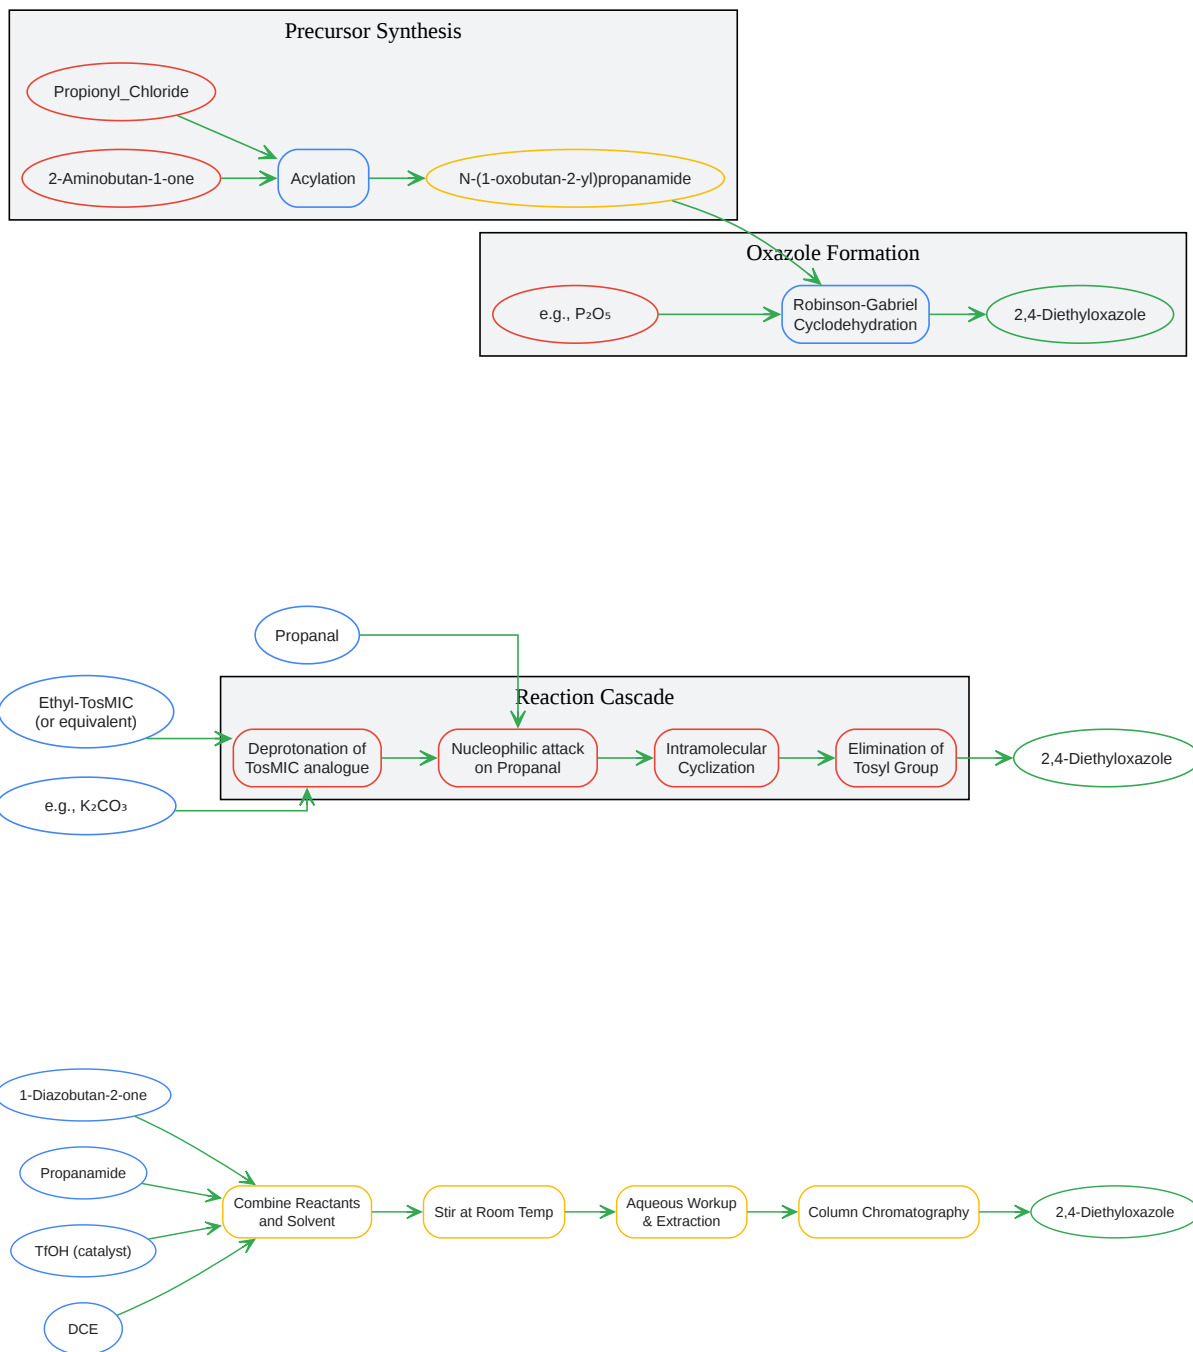 Precursor Synthesis
Propionyl_Chloride
2-Aminobutan-1-one
Acylation
N-(1-oxobutan-2-yl)propanamide
Oxazole Formation
e.g., P₂O₅
Robinson-Gabriel
Cyclodehydration
2,4-Diethyloxazole
Propanal
Ethyl-TosMIC
(or equivalent)
Reaction Cascade
Deprotonation of
TosMIC analogue
Nucleophilic attack
on Propanal
Intramolecular
Cyclization
Elimination of
Tosyl Group
2,4-Diethyloxazole
e.g., K₂CO₃
1-Diazobutan-2-one
Propanamide
TfOH (catalyst)
DCE
Combine Reactants
and Solvent
Stir at Room Temp
Aqueous Workup
& Extraction
Column Chromatography
2,4-Diethyloxazole